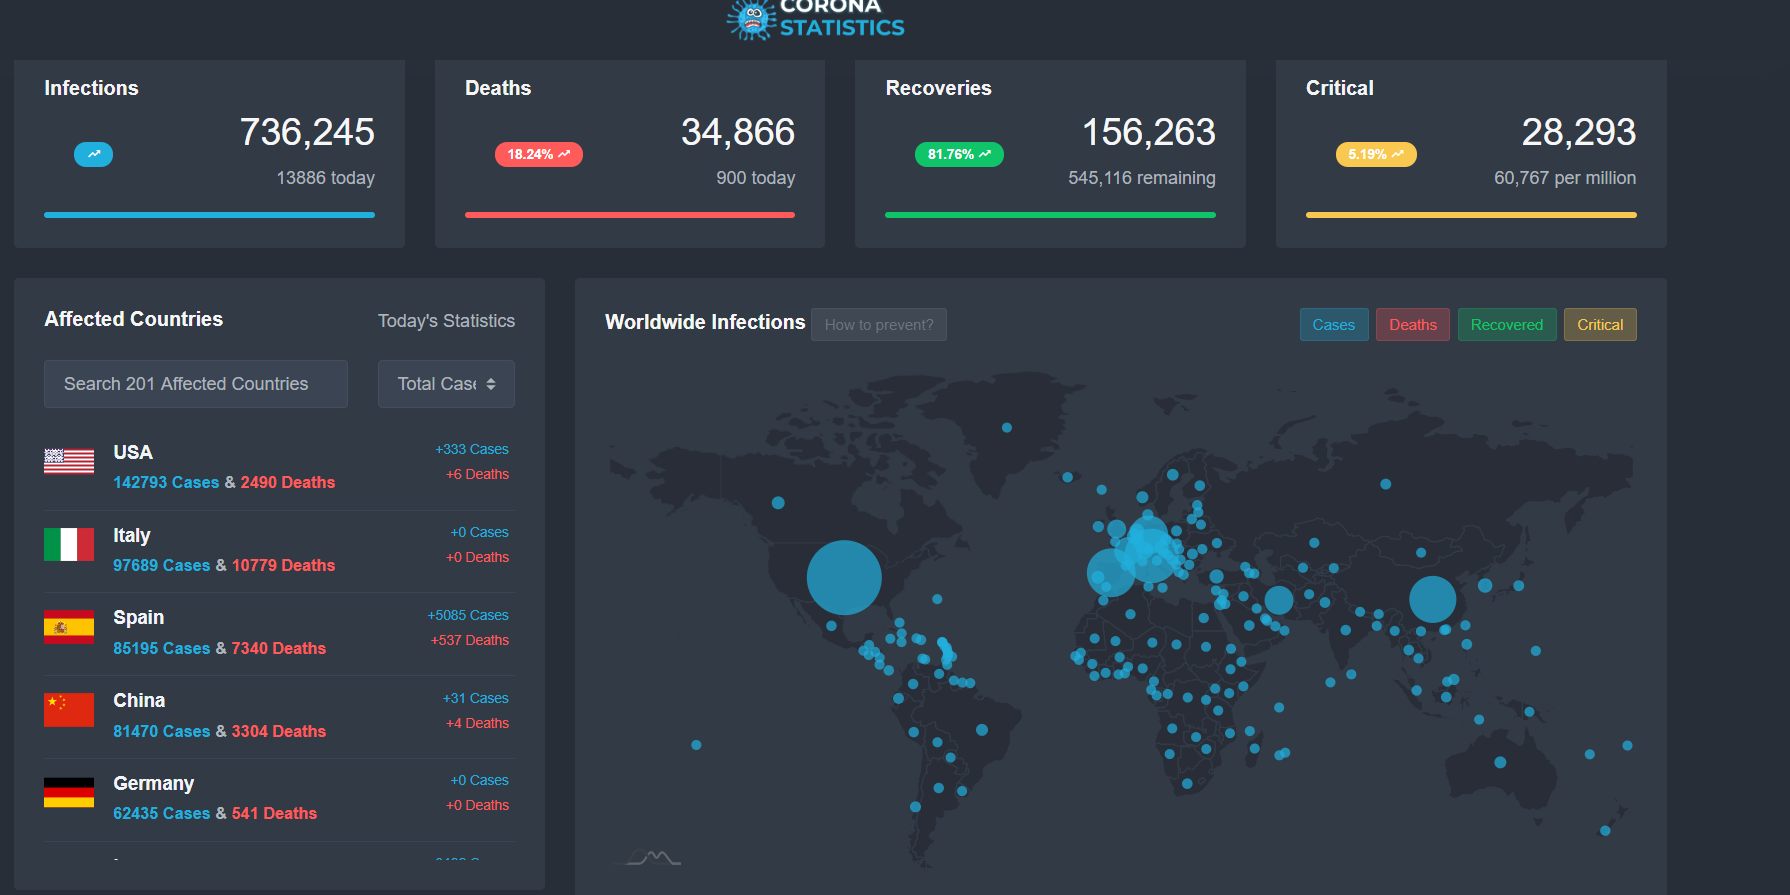 CORONA
STATISTICS
Infections
736,245
13886 today
Deaths
18.24%
34,866
900 today
Recoveries
81.76%
156,263
545,116 remaining
Critical
5.19%
28,293
60,767 per million
Affected Countries
Today's Statistics
Search 201 Affected Countries
Total Case
USA
142793 Cases & 2490 Deaths
+333 Cases
+6 Deaths
Italy
97689 Cases & 10779 Deaths
+0 Cases
+0 Deaths
Spain
85195 Cases & 7340 Deaths
+5085 Cases
+537 Deaths
China
81470 Cases & 3304 Deaths
+31 Cases
+4 Deaths
Germany
62435 Cases & 541 Deaths
+0 Cases
+0 Deaths
Worldwide Infections
How to prevent?
Cases
Deaths
Recovered
Critical